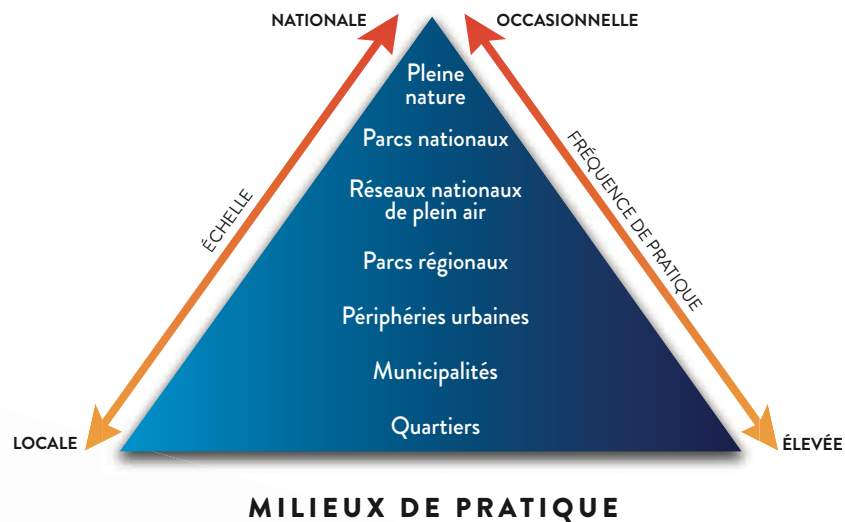 NATIONALE
OCCASIONNELLE
Pleine
nature
Parcs nationaux
Réseaux nationaux
de plein air
ÉCHELLE
FRÉQUENCE DE PRATIQUE
Parcs régionaux
Périphéries urbaines
Municipalités
Quartiers
LOCALE
ÉLEVÉE
MILIEUX DE PRATIQUE